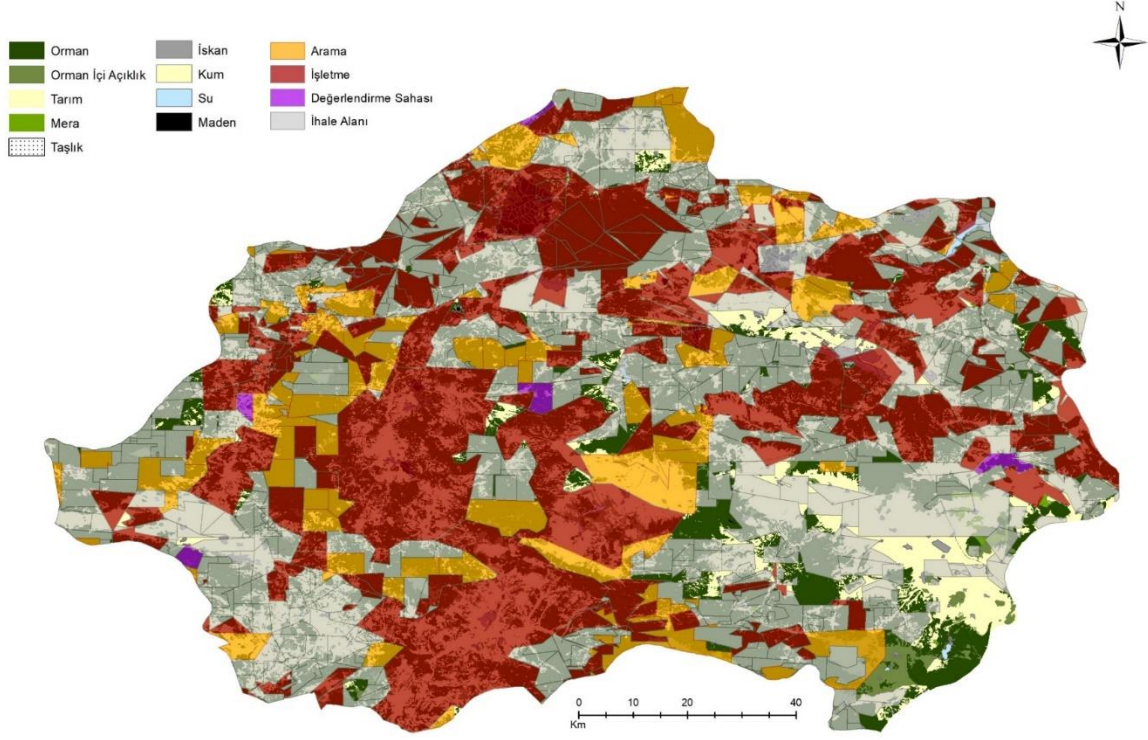 N
Orman
Orman İçi Açıklık
Tarım
Mera
Taşlık
İskan
Kum
Su
Maden
Arama
İşletme
Değerlendirme Sahası
İhale Alanı
0 20 40
Km